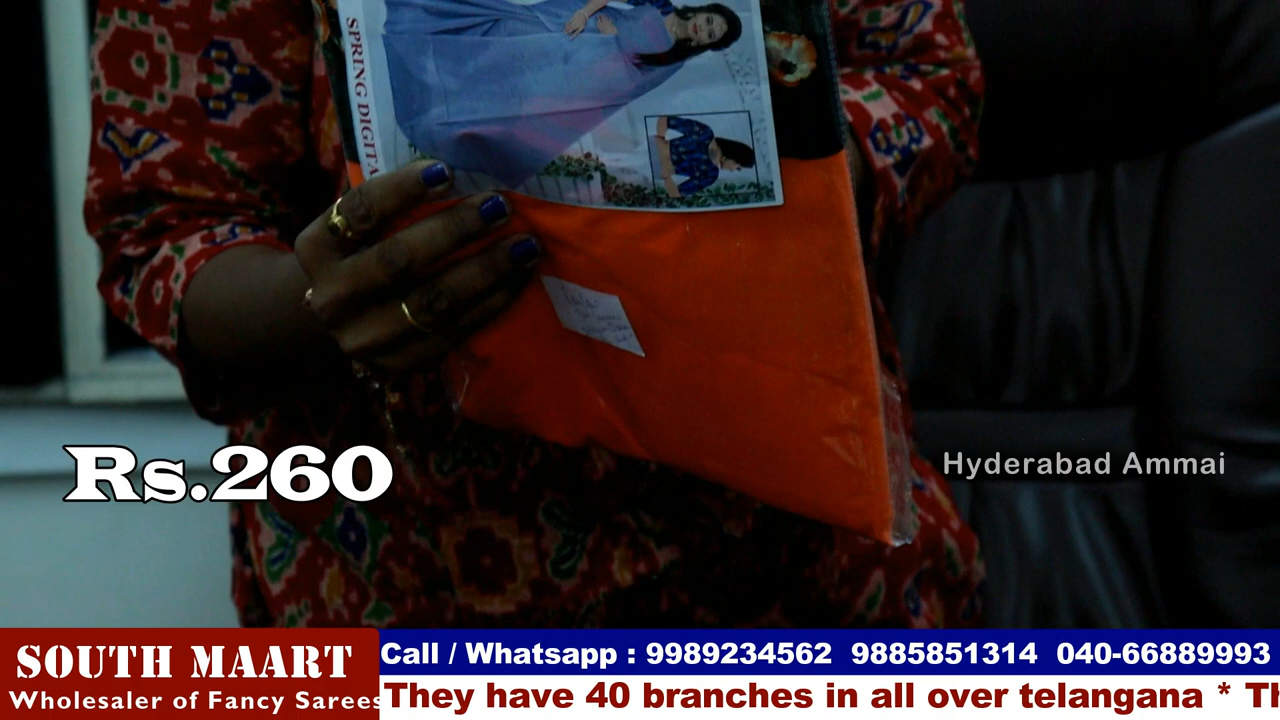 SPRING DIGITA
Rs.260
Hyderabad Ammai
SOUTH MAART
Wholesaler of Fancy Sarees
Call / Whatsapp : 9989234562 9885851314 040-66889993
They have 40 branches in all over telangana * Th